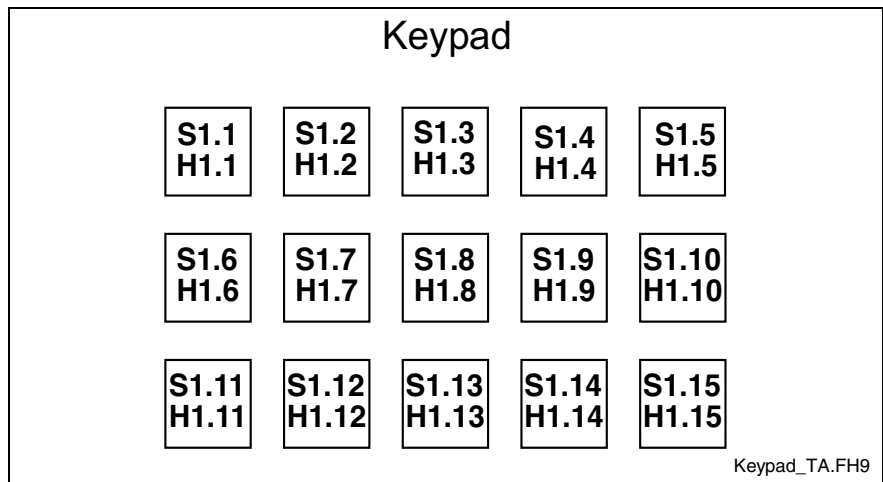 Keypad
S1.1 S1.2 S1.3 S1.4 S1.5
H1.1 H1.2 H1.3 H1.4 H1.5
S1.6 S1.7 S1.8 S1.9 S1.10
H1.6 H1.7 H1.8 H1.9 H1.10
S1.11 S1.12 S1.13 S1.14 S1.15
H1.11 H1.12 H1.13 H1.14 H1.15
Keypad_TA.FH9